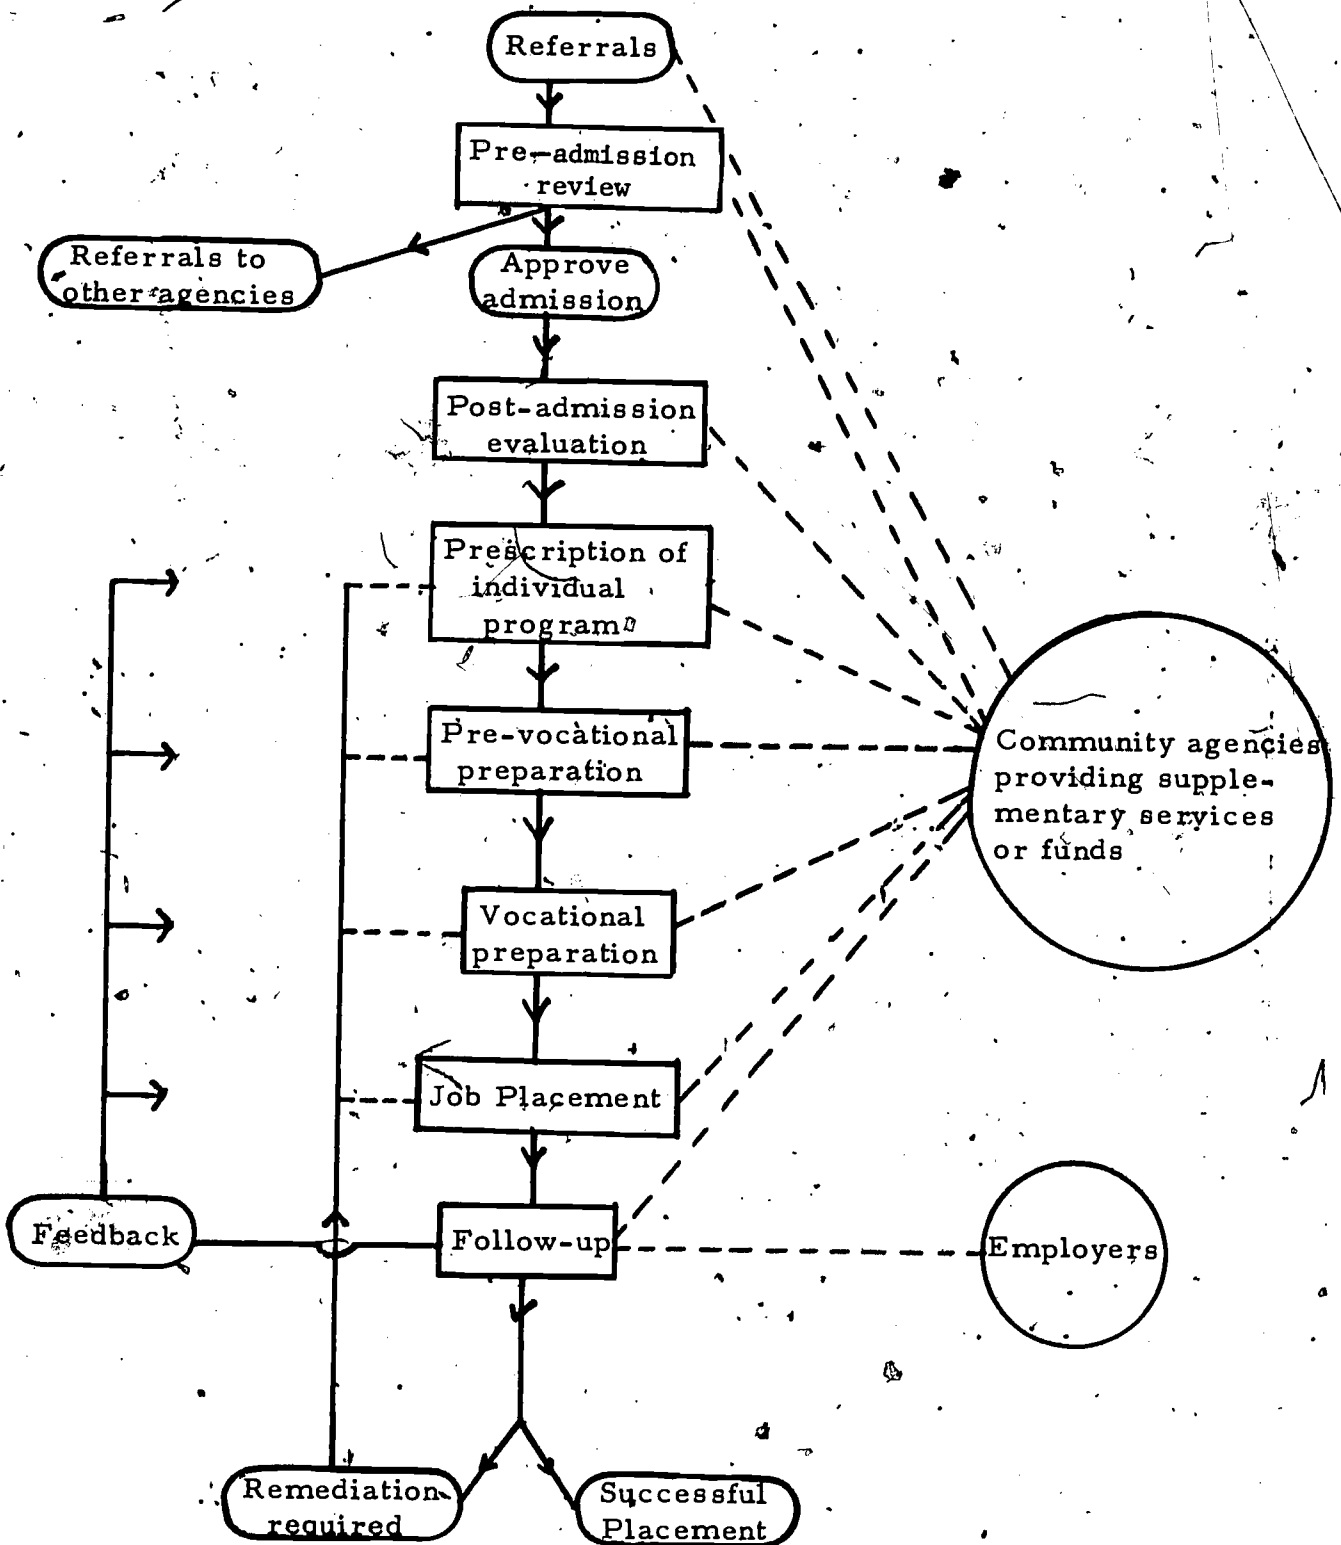 Referrals
Pre-admission
review
Referrals to
other agencies
Approve
admission
Post-admission
evaluation
Prescription of
individual
program
Pre-vocational
preparation
Community agencies
providing supple-
mentary services
or funds
Vocational
preparation
Job Placement
Feedback
Follow-up
Employers
Remediation
required
Successful
Placement